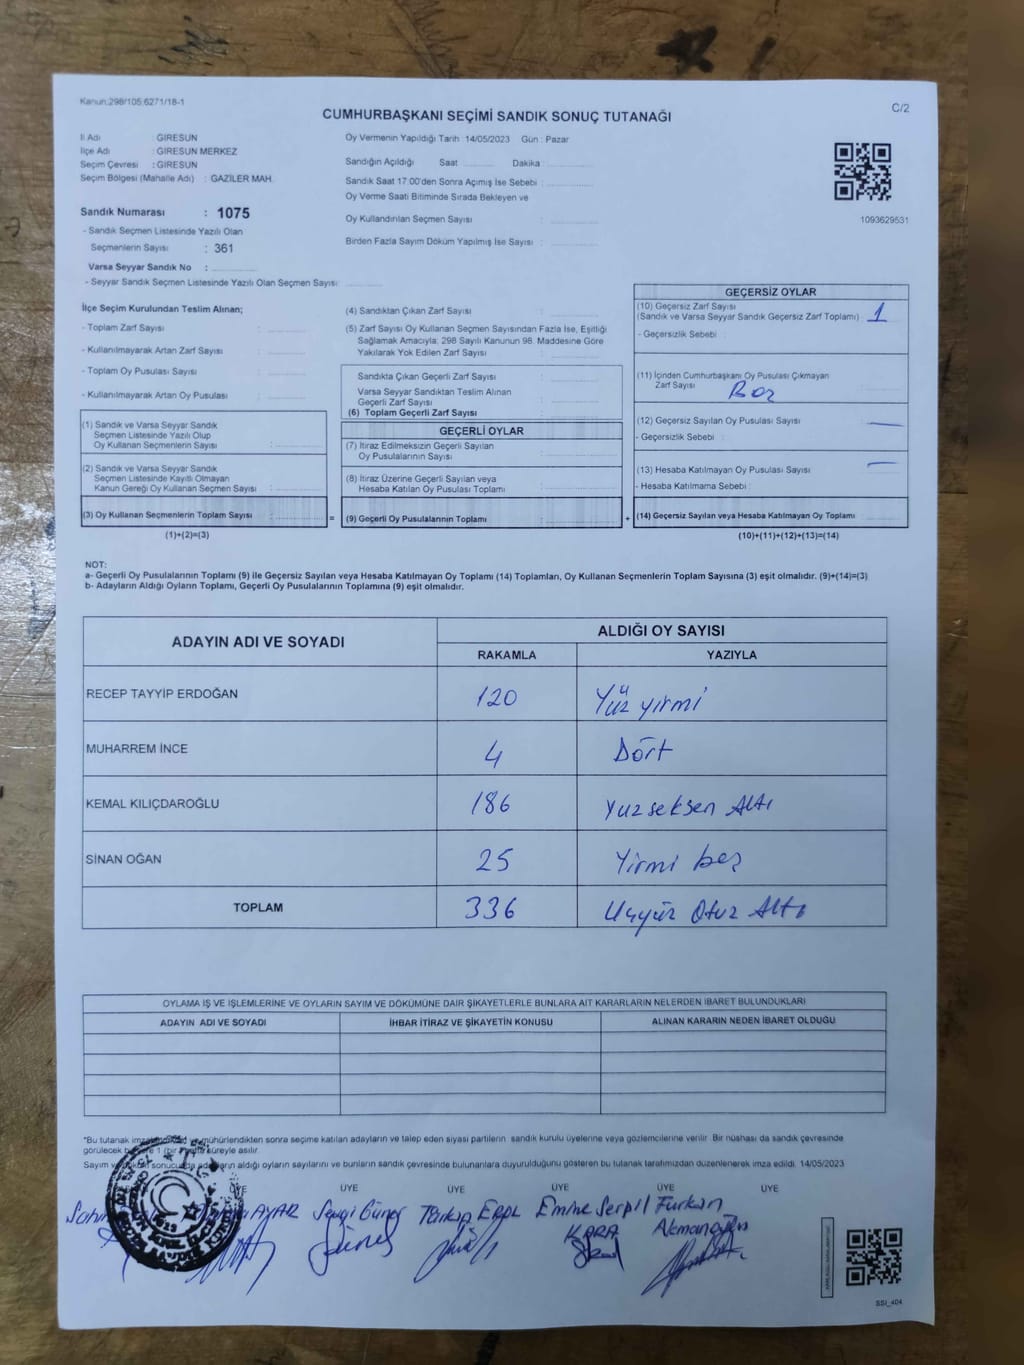 Kanun:298/105;6271/18-1
C/2
CUMHURBAŞKANI SEÇİMİ SANDIK SONUÇ TUTANAĞI
İl Adı : GİRESUN
İlçe Adı : GİRESUN MERKEZ
Seçim Çevresi : GİRESUN
Seçim Bölgesi (Mahalle Adı) : GAZİLER MAH.
Sandık Numarası : 1075
- Sandık Seçmen Listesinde Yazılı Olan
Seçmenlerin Sayısı : 361
Varsa Seyyar Sandık No :
- Seyyar Sandık Seçmen Listesinde Yazılı Olan Seçmen Sayısı:
Oy Vermenin Yapıldığı Tarih :14/05/2023 Gün : Pazar
Sandığın Açıldığı Saat Dakika :
Sandık Saat 17:00'den Sonra Açımış İse Sebebi :
Oy Verme Saati Bitiminde Sırada Bekleyen ve
Oy Kullandırılan Seçmen Sayısı :
Birden Fazla Sayım Döküm Yapılmış İse Sayısı :
1093629531
İlçe Seçim Kurulundan Teslim Alınan;
- Toplam Zarf Sayısı :
- Kullanılmayarak Artan Zarf Sayısı :
- Toplam Oy Pusulası Sayısı :
- Kullanılmayarak Artan Oy Pusulası :
(1) Sandık ve Varsa Seyyar Sandık
Seçmen Listesinde Yazılı Olup
Oy Kullanan Seçmenlerin Sayısı :
(2) Sandık ve Varsa Seyyar Sandık
Seçmen Listesinde Kayıtlı Olmayan
Kanun Gereği Oy Kullanan Seçmen Sayısı :
(3) Oy Kullanan Seçmenlerin Toplam Sayısı :
(1)+(2)=(3)
(4) Sandıktan Çıkan Zarf Sayısı :
(5) Zarf Sayısı Oy Kullanan Seçmen Sayısından Fazla İse, Eşitliği
Sağlamak Amacıyla, 298 Sayılı Kanunun 98. Maddesine Göre
Yakılarak Yok Edilen Zarf Sayısı :
Sandıkta Çıkan Geçerli Zarf Sayısı :
Varsa Seyyar Sandıktan Teslim Alınan
Geçerli Zarf Sayısı :
(6) Toplam Geçerli Zarf Sayısı :
GEÇERLİ OYLAR
(7) İtiraz Edilmeksizin Geçerli Sayılan
Oy Pusulalarının Sayısı :
(8) İtiraz Üzerine Geçerli Sayılan veya
Hesaba Katılan Oy Pusulası Toplamı :
= (9) Geçerli Oy Pusulalarının Toplamı : +
GEÇERSİZ OYLAR
(10) Geçersiz Zarf Sayısı
(Sandık ve Varsa Seyyar Sandık Geçersiz Zarf Toplamı) : 1
- Geçersizlik Sebebi :
(11) İçinden Cumhurbaşkanı Oy Pusulası Çıkmayan
Zarf Sayısı :
(12) Geçersiz Sayılan Oy Pusulası Sayısı : —
- Geçersizlik Sebebi :
(13) Hesaba Katılmayan Oy Pusulası Sayısı : —
- Hesaba Katılmama Sebebi :
(14) Geçersiz Sayılan veya Hesaba Katılmayan Oy Toplamı :
(10)+(11)+(12)+(13)=(14)
NOT:
a- Geçerli Oy Pusulalarının Toplamı (9) ile Geçersiz Sayılan veya Hesaba Katılmayan Oy Toplamı (14) Toplamları, Oy Kullanan Seçmenlerin Toplam Sayısına (3) eşit olmalıdır. (9)+(14)=(3)
b- Adayların Aldığı Oyların Toplamı, Geçerli Oy Pusulalarının Toplamına (9) eşit olmalıdır.
ADAYIN ADI VE SOYADI ALDIĞI OY SAYISI
RAKAMLA YAZIYLA
RECEP TAYYİP ERDOĞAN 120 Yüz yirmi
MUHARREM İNCE 4 Dört
KEMAL KILIÇDAROĞLU 186 Yuzseksen Altı
SİNAN OĞAN 25 Yirmi beş
TOPLAM 336 Uçyüz Otuz Altı
OYLAMA İŞ VE İŞLEMLERİNE VE OYLARIN SAYIM VE DÖKÜMÜNE DAİR ŞİKAYETLERLE BUNLARA AİT KARARLARIN NELERDEN İBARET BULUNDUKLARI
ADAYIN ADI VE SOYADI İHBAR İTİRAZ VE ŞİKAYETİN KONUSU ALINAN KARARIN NEDEN İBARET OLDUĞU
*Bu tutanak mühürlendikten sonra seçime katılan adayların ve talep eden siyasi partilerin sandık kurulu üyelerine veya gözlemcilerine verilir. Bir nüshası da sandık çevresinde
görülecek süreyle asılır.
Sayım sonucunda aldığı oyların sayılarını ve bunların sandık çevresinde bulunanlara duyurulduğunu gösteren bu tutanak tarafımızdan düzenlenerek imza edildi. 14/05/2023
ÜYE ÜYE ÜYE ÜYE ÜYE ÜYE
AYAR Sevgi Güneş Türkan Emine Serpil Furkan
Güneş KARA
SSI_404